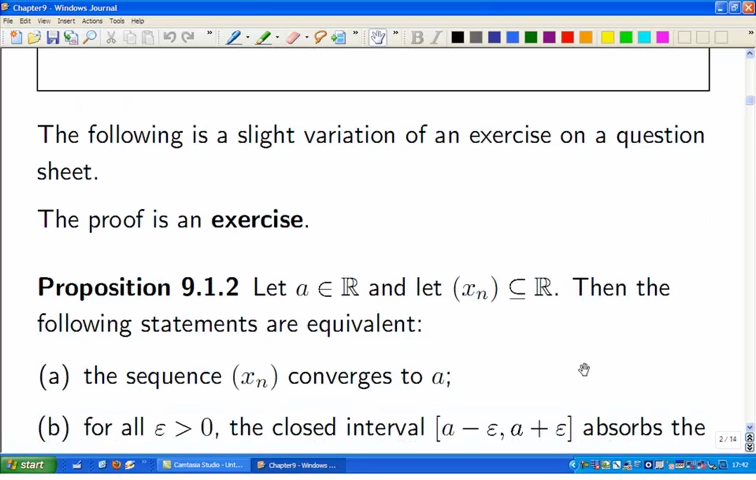 Chapter9 - Windows Journal
File Edit View Insert Actions Tools Help
B I
The following is a slight variation of an exercise on a question
sheet.
The proof is an exercise.
Proposition 9.1.2 Let a ∈ ℝ and let (xₙ) ⊆ ℝ. Then the
following statements are equivalent:
(a) the sequence (xₙ) converges to a;
(b) for all ε > 0, the closed interval [a − ε, a + ε] absorbs the
2 / 14
start Camtasia Studio - Unt... Chapter9 - Windows... 17:42